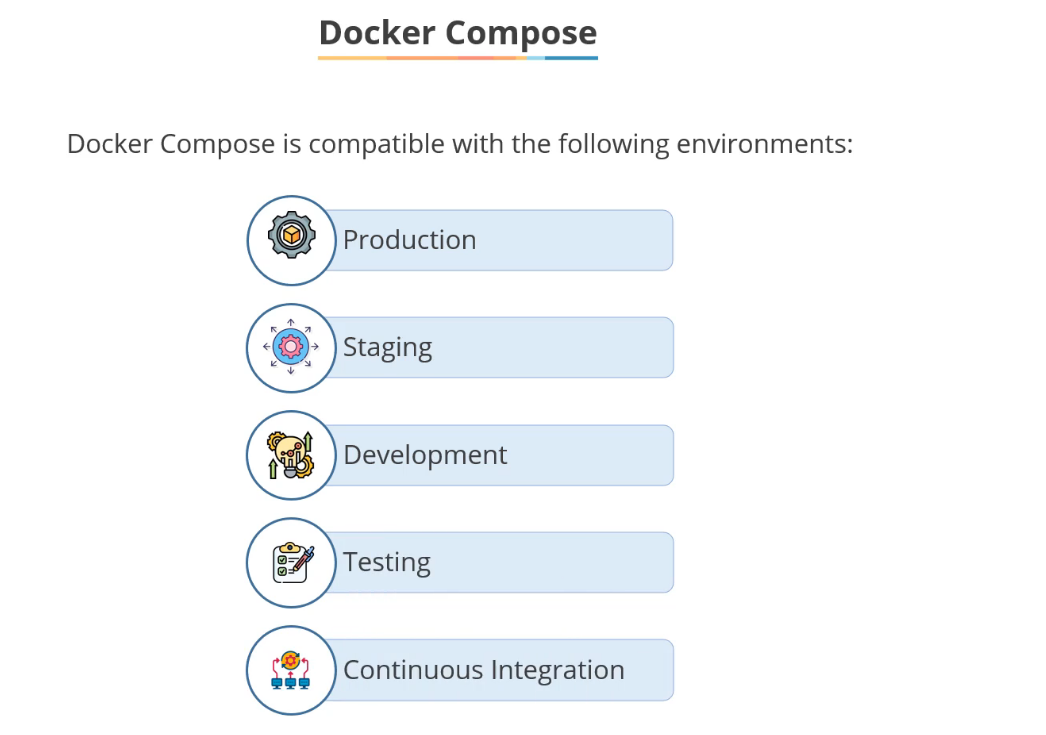 Docker Compose
Docker Compose is compatible with the following environments:
Production
Staging
Development
Testing
Continuous Integration